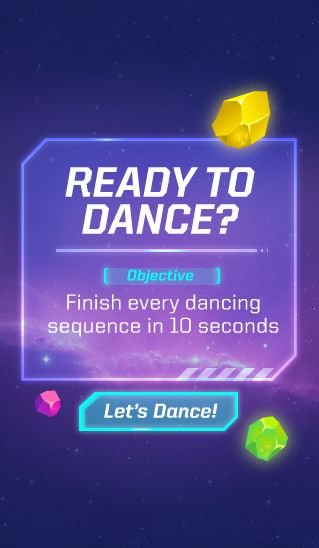 READY TO
DANCE?
Objective
Finish every dancing
sequence in 10 seconds
Let's Dance!